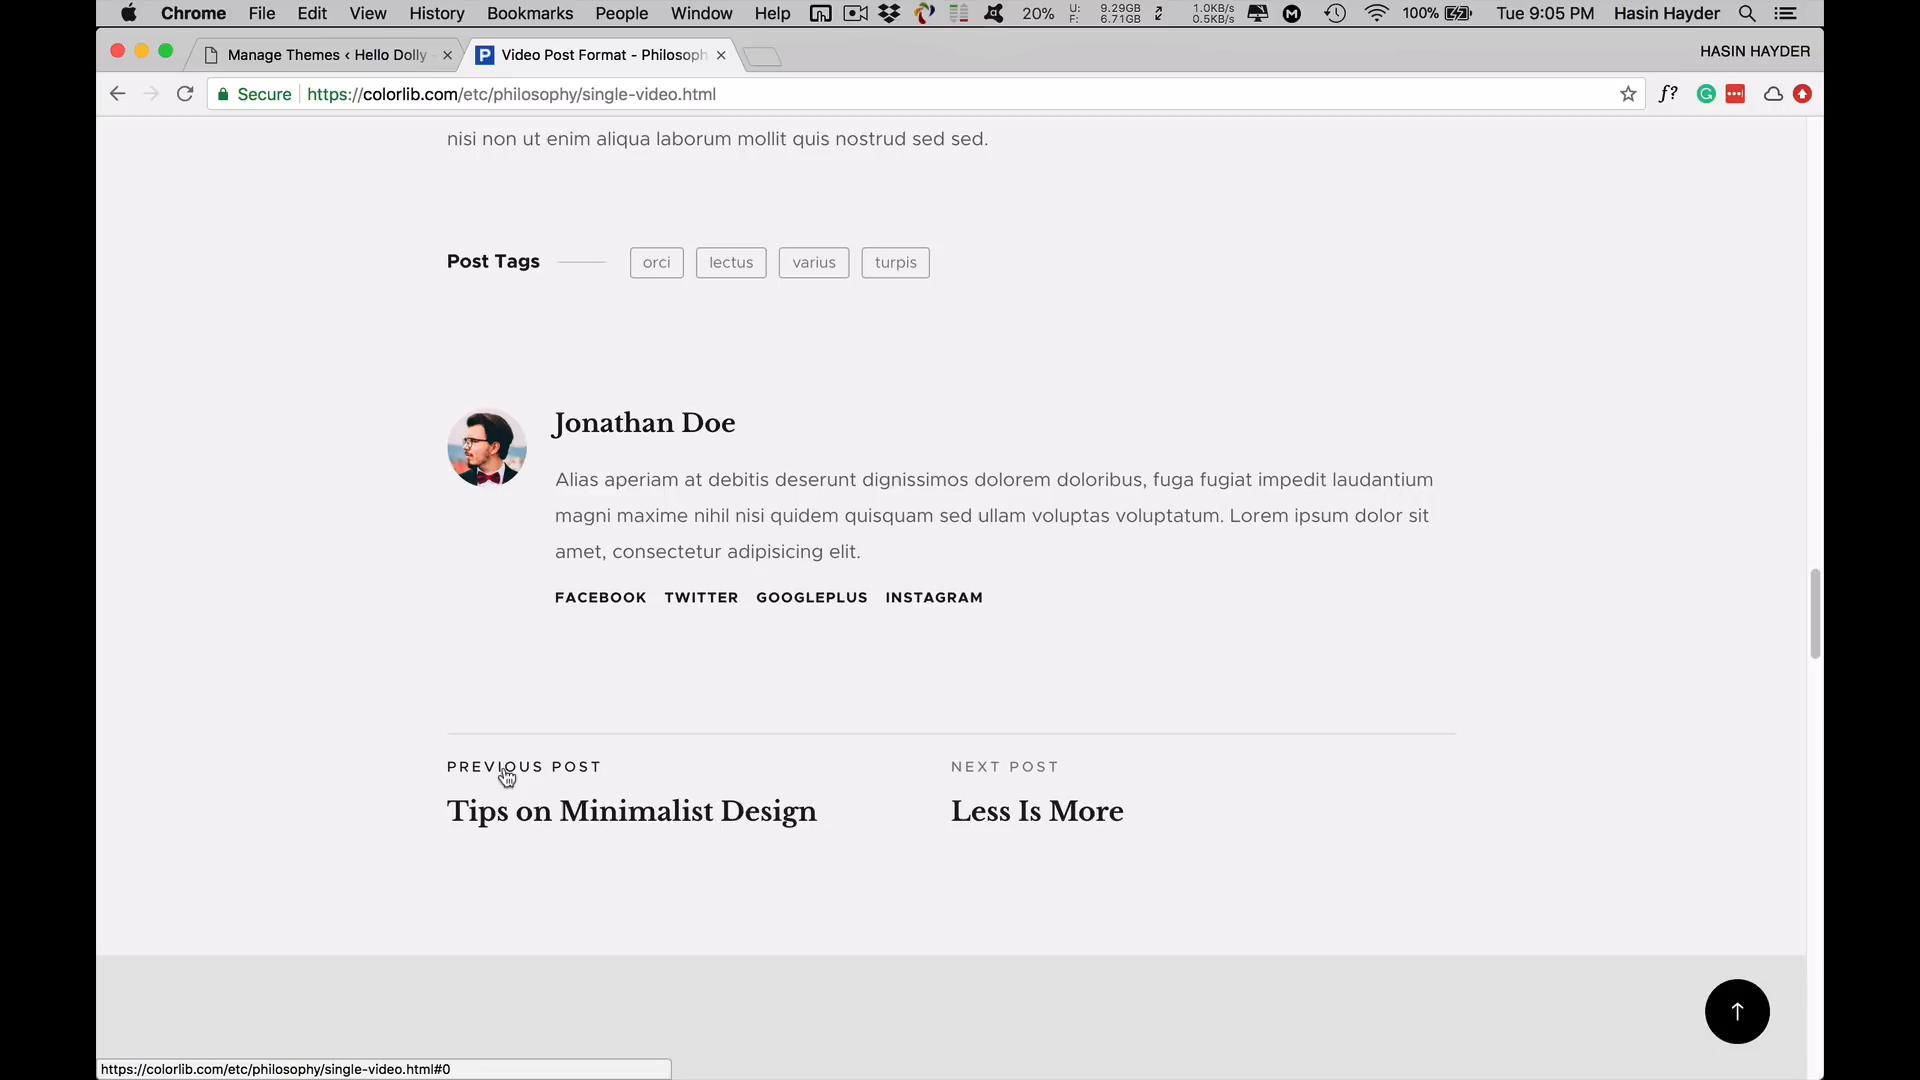 Chrome File Edit View History Bookmarks People Window Help 20% U: 9.29GB F: 6.71GB 1.0KB/s 0.5KB/s 100% Tue 9:05 PM Hasin Hayder
Manage Themes ‹ Hello Dolly
Video Post Format - Philosoph
HASIN HAYDER
Secure https://colorlib.com/etc/philosophy/single-video.html
f?
nisi non ut enim aliqua laborum mollit quis nostrud sed sed.
Post Tags orci lectus varius turpis
Jonathan Doe
Alias aperiam at debitis deserunt dignissimos dolorem doloribus, fuga fugiat impedit laudantium
magni maxime nihil nisi quidem quisquam sed ullam voluptas voluptatum. Lorem ipsum dolor sit
amet, consectetur adipisicing elit.
FACEBOOK TWITTER GOOGLEPLUS INSTAGRAM
PREVIOUS POST
Tips on Minimalist Design
NEXT POST
Less Is More
https://colorlib.com/etc/philosophy/single-video.html#0